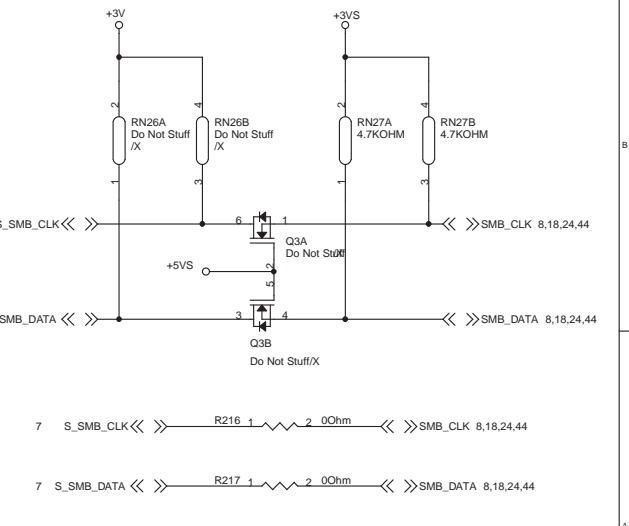 +3V
+3VS
2
4
2
4
RN26A
Do Not Stuff
/X
RN26B
Do Not Stuff
/X
RN27A
4.7KOHM
RN27B
4.7KOHM
B
1
3
1
3
S_SMB_CLK
6
1
SMB_CLK 8,18,24,44
Q3A
Do Not Stuff/X
+5VS
2
5
SMB_DATA
3
4
SMB_DATA 8,18,24,44
Q3B
Do Not Stuff/X
7 S_SMB_CLK R216 1 2 0Ohm SMB_CLK 8,18,24,44
7 S_SMB_DATA R217 1 2 0Ohm SMB_DATA 8,18,24,44